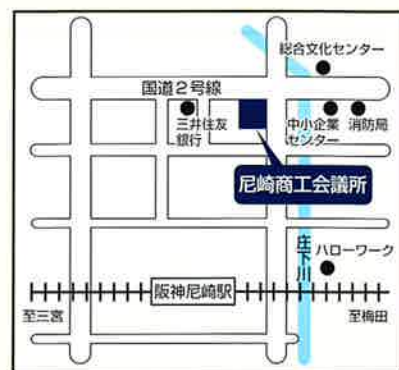 総合文化センター
国道2号線
三井住友
銀行
中小企業
センター
消防局
尼崎商工会議所
庄下川
ハローワーク
阪神尼崎駅
至三宮
至梅田